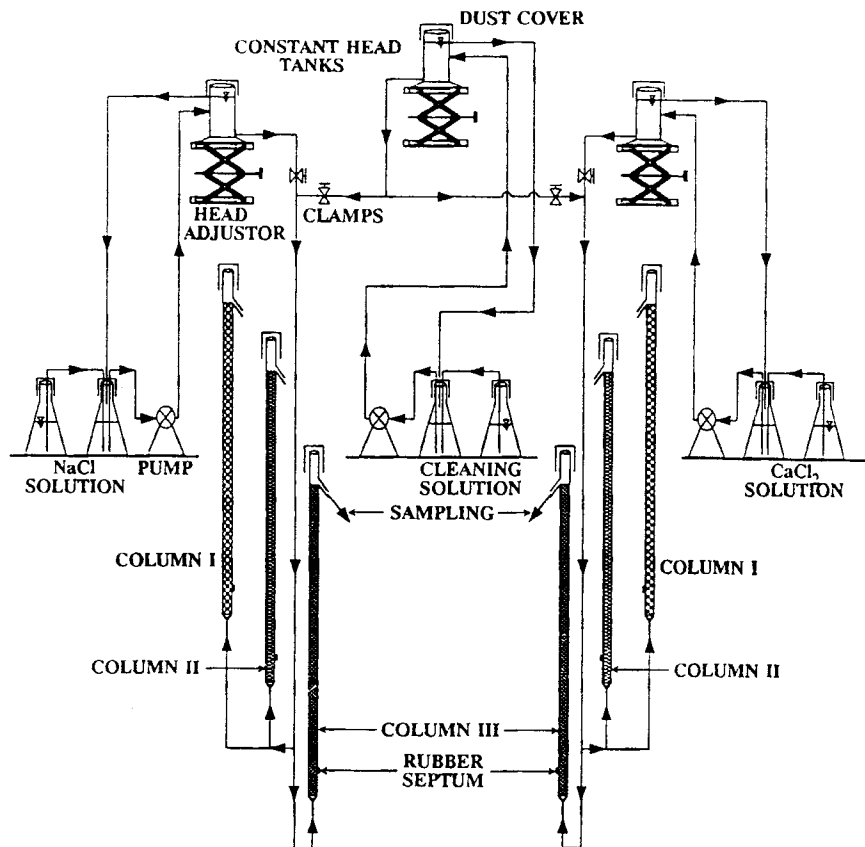 DUST COVER
CONSTANT HEAD
TANKS
HEAD
ADJUSTOR
CLAMPS
NaCl
SOLUTION
PUMP
CLEANING
SOLUTION
CaCl₂
SOLUTION
SAMPLING
COLUMN I
COLUMN I
COLUMN II
COLUMN II
COLUMN III
RUBBER
SEPTUM